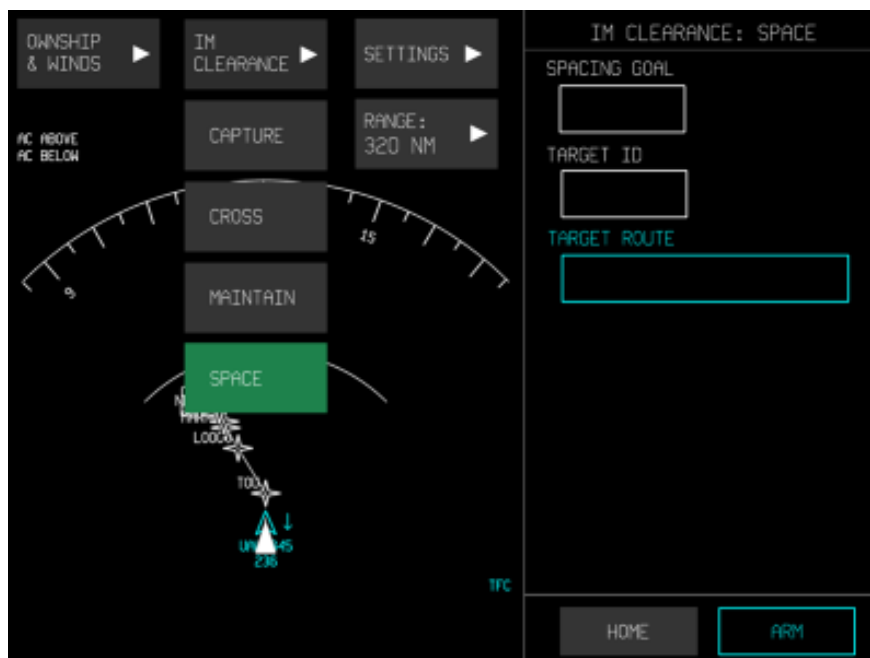 OWNSHIP
& WINDS
IM
CLEARANCE
SETTINGS
CAPTURE
RANGE:
320 NM
AC ABOVE
AC BELOW
CROSS
15
9
MAINTAIN
SPACE
TOD
236
TFC
IM CLEARANCE: SPACE
SPACING GOAL
TARGET ID
TARGET ROUTE
HOME
ARM